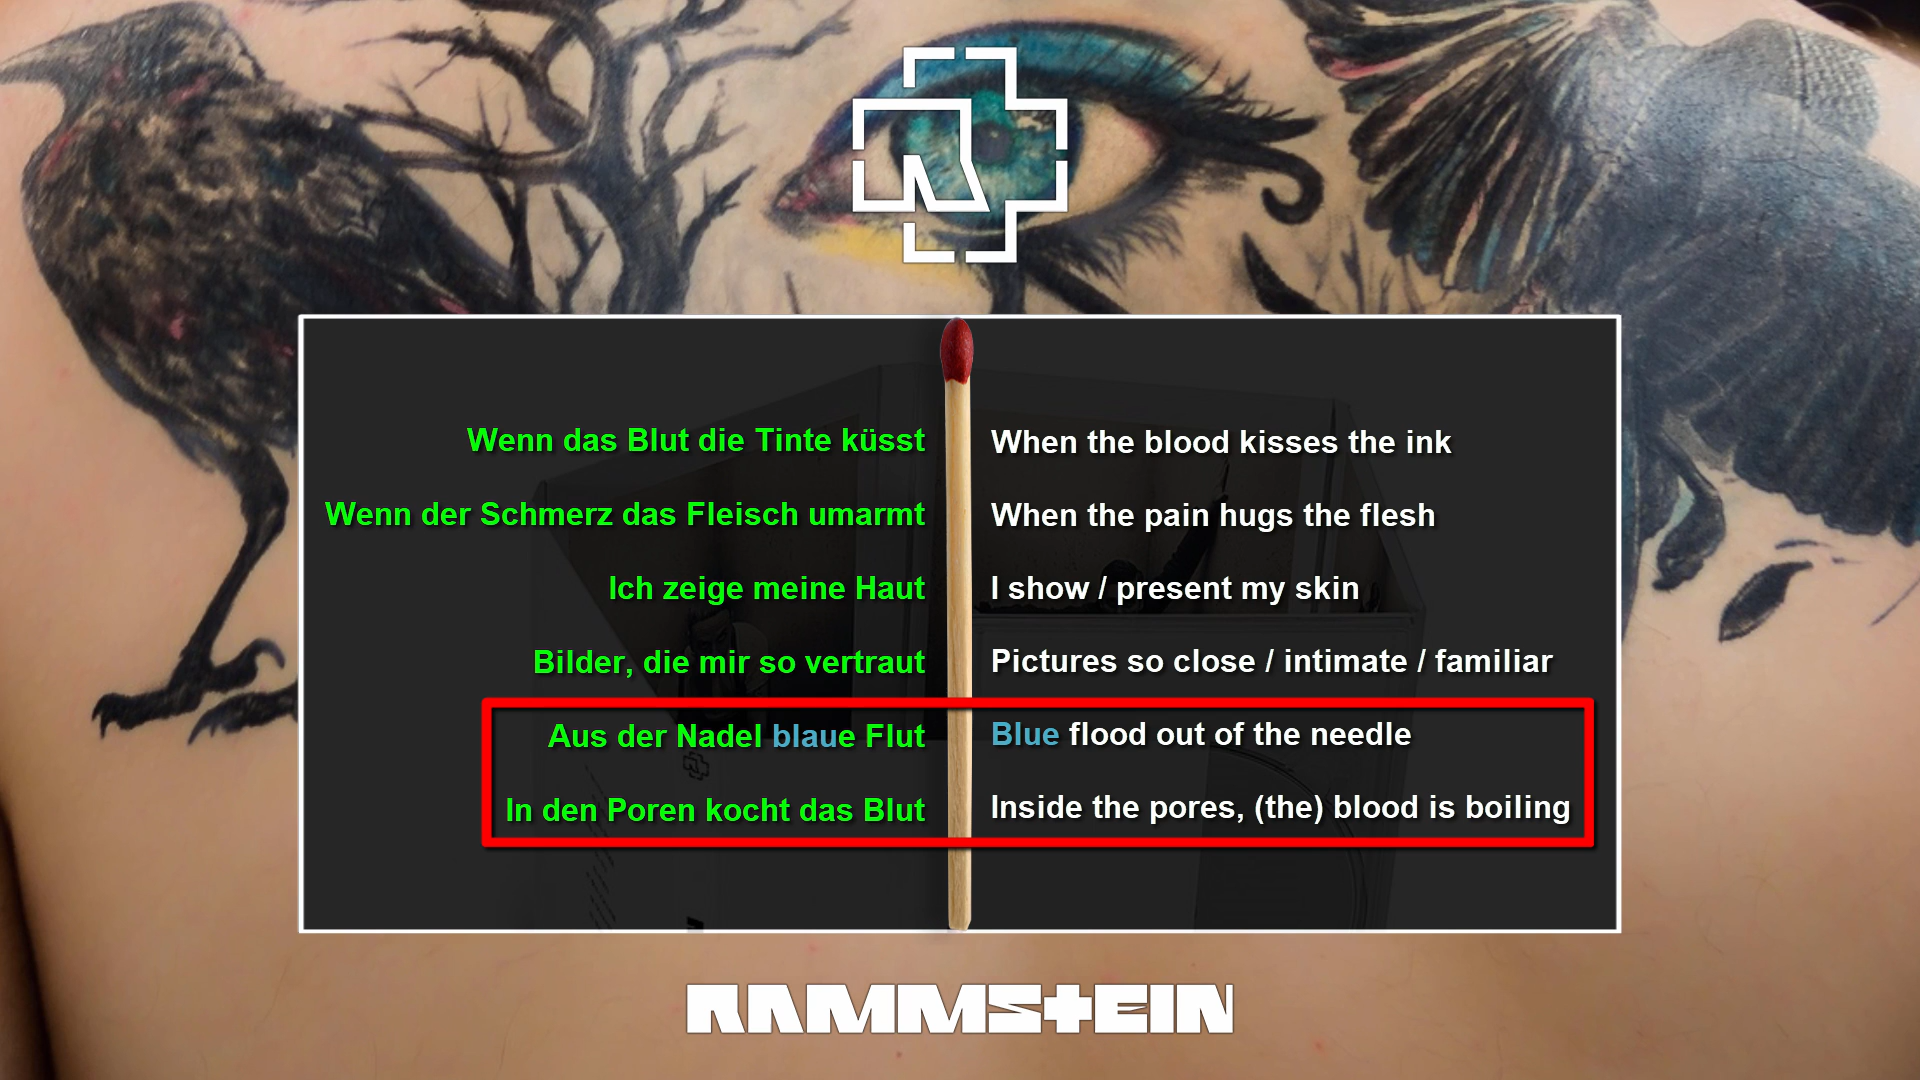 Wenn das Blut die Tinte küsst
Wenn der Schmerz das Fleisch umarmt
Ich zeige meine Haut
Bilder, die mir so vertraut
Aus der Nadel blaue Flut
In den Poren kocht das Blut
When the blood kisses the ink
When the pain hugs the flesh
I show / present my skin
Pictures so close / intimate / familiar
Blue flood out of the needle
Inside the pores, (the) blood is boiling
RAMMSTEIN